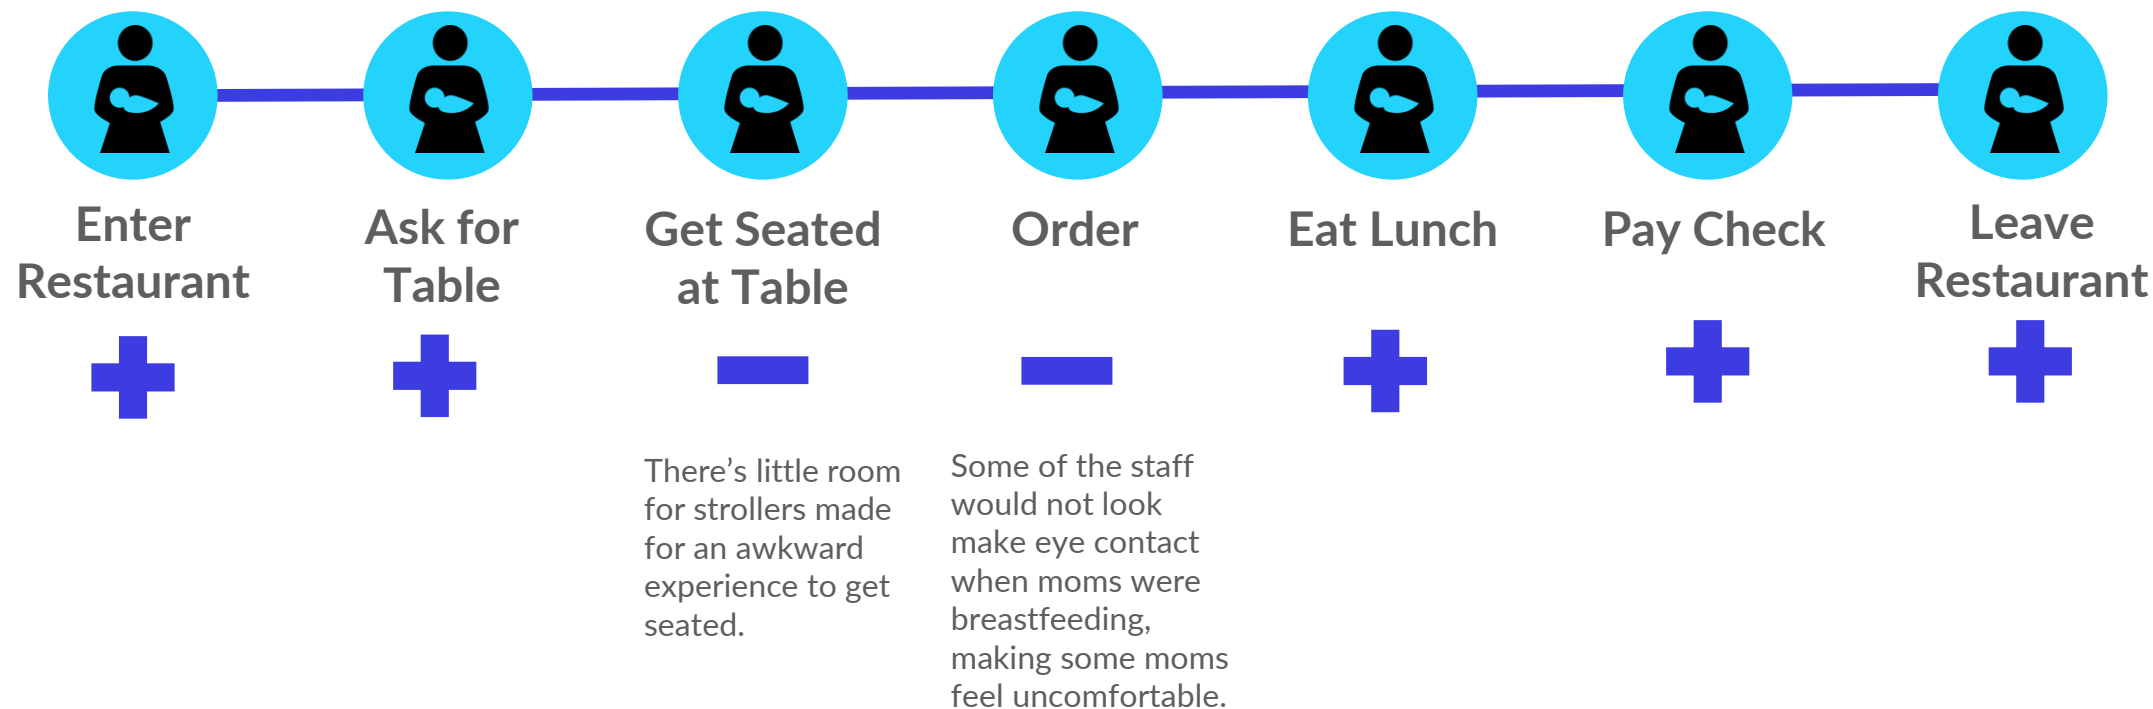 Enter
Restaurant
Ask for
Table
Get Seated
at Table
Order
Eat Lunch
Pay Check
Leave
Restaurant
There’s little room
for strollers made
for an awkward
experience to get
seated.
Some of the staff
would not look
make eye contact
when moms were
breastfeeding,
making some moms
feel uncomfortable.